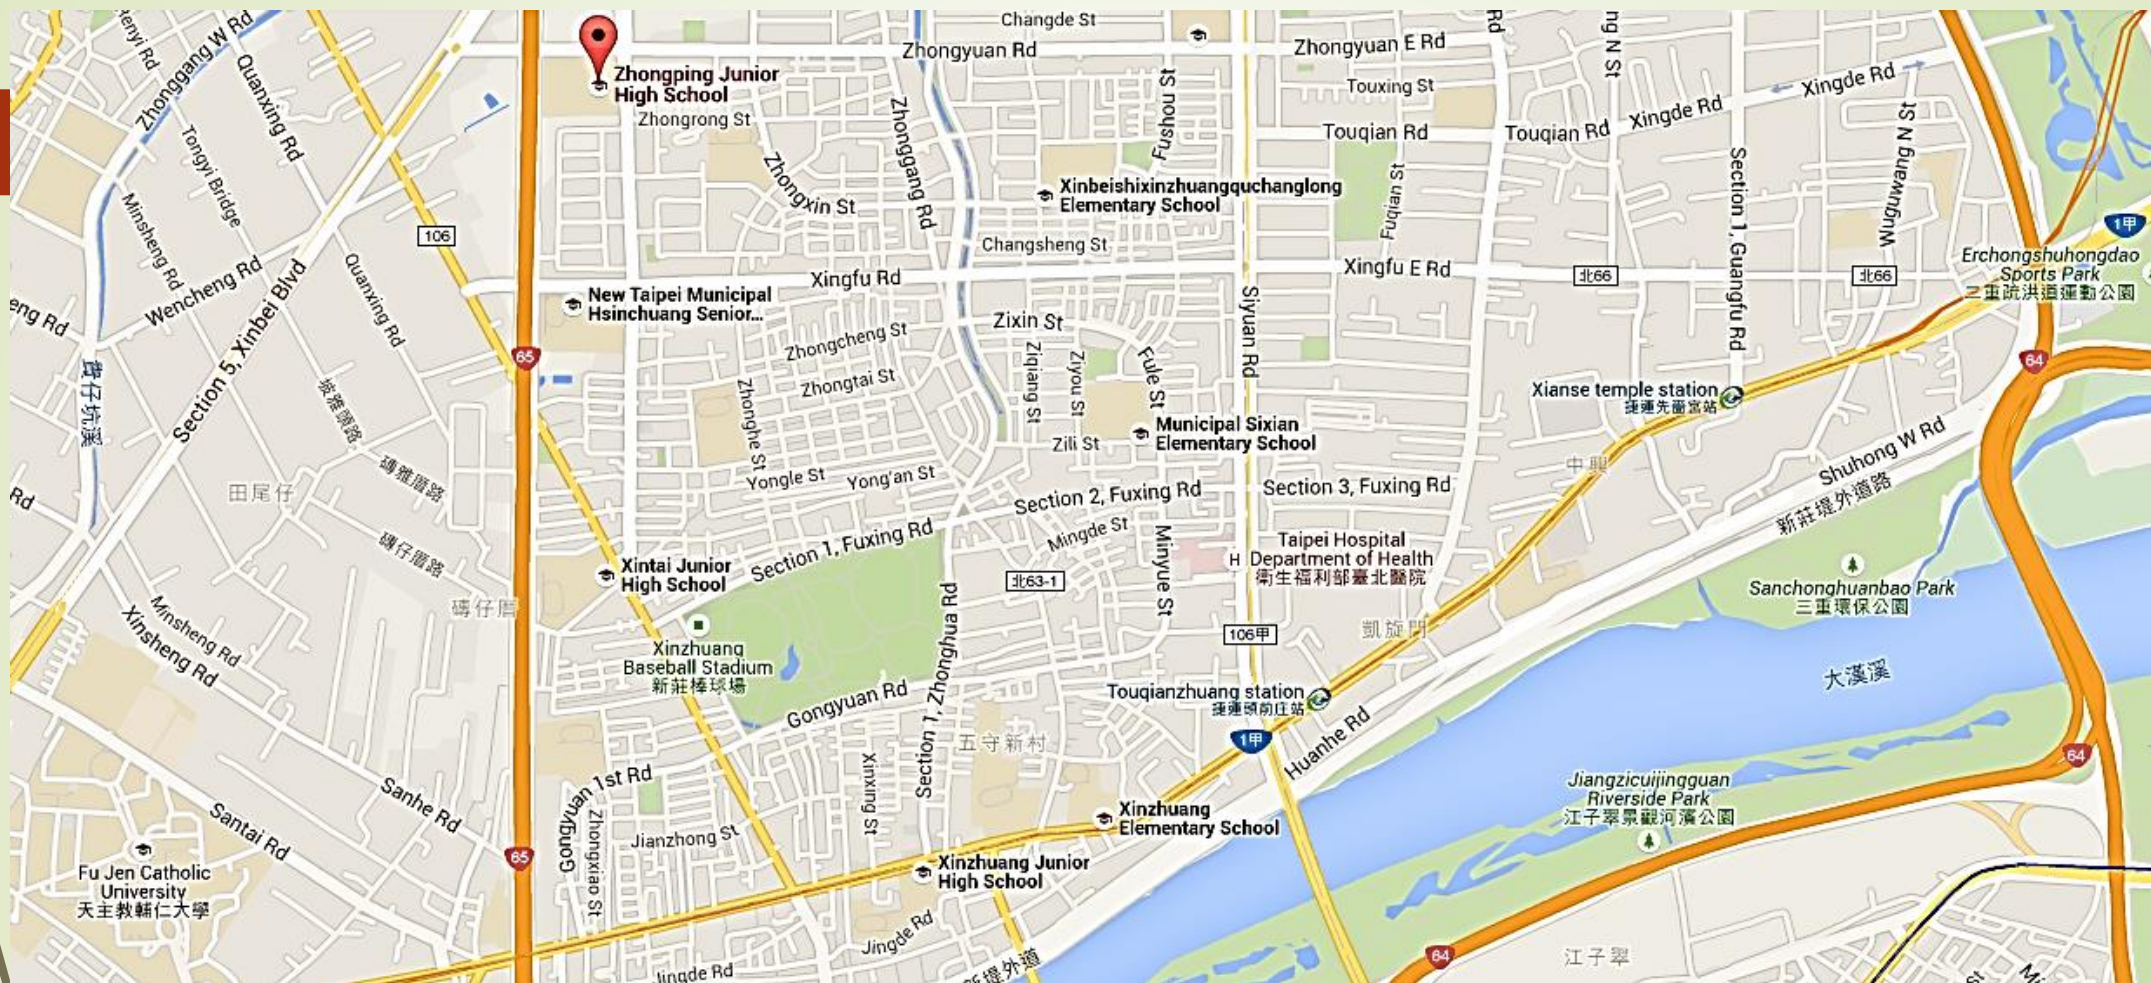 Changde St
Zhongyuan Rd
Zhongyuan E Rd
Rd
ng N St
Zhonggang W Rd
Quanxing Rd
Zhongping Junior
High School
Zhongrong St
Touxing St
Xingde Rd
Xingde Rd
Touqian Rd
Touqian Rd
Fushou St
Zhonggang Rd
Tongyi Bridge
Zhongxin St
Minsheng Rd
Xinbeishixinzhuangquchanglong
Elementary School
Fuqian St
Section 1, Guangfu Rd
Wuguwang N St
106
Changsheng St
1甲
Erchongshuhongdao
Sports Park
二重疏洪道運動公園
Wencheng Rd
Quanxing Rd
Xingfu Rd
Xingfu E Rd
北66
北66
eng Rd
Section 5, Xinbei Blvd
New Taipei Municipal
Hsinchuang Senior...
Zhongcheng St
Zixin St
Siyuan Rd
Ziqiang St
Ziyou St
Fule St
65
64
Zhongtai St
Zhonghe St
Xianse temple station
捷運先嗇宮站
Municipal Sixian
Elementary School
Zili St
Shuhong W Rd
新莊堤外道路
中興
Rd
田尾仔
Yongle St
Yong'an St
Section 2, Fuxing Rd
Section 3, Fuxing Rd
Section 1, Fuxing Rd
Mingde St
Minyue St
Taipei Hospital
H Department of Health
衛生福利部臺北醫院
Xintai Junior
High School
北63-1
Sanchonghuanbao Park
三重環保公園
Minsheng Rd
Xinsheng Rd
106甲
凱旋門
Xinzhuang
Baseball Stadium
新莊棒球場
Section 1, Zhonghua Rd
大漢溪
Touqianzhuang station
捷運頭前庄站
Gongyuan Rd
1甲
Huanhe Rd
五守新村
64
Gongyuan 1st Rd
Xinxing St
Sanhe Rd
Santai Rd
Jiangzicuijingguan
Riverside Park
江子翠景觀河濱公園
Xinzhuang
Elementary School
Jianzhong St
Zhongxiao St
65
Xinzhuang Junior
High School
Fu Jen Catholic
University
天主教輔仁大學
Jingde Rd
64
江子翠
Jingde Rd
堤外道
St